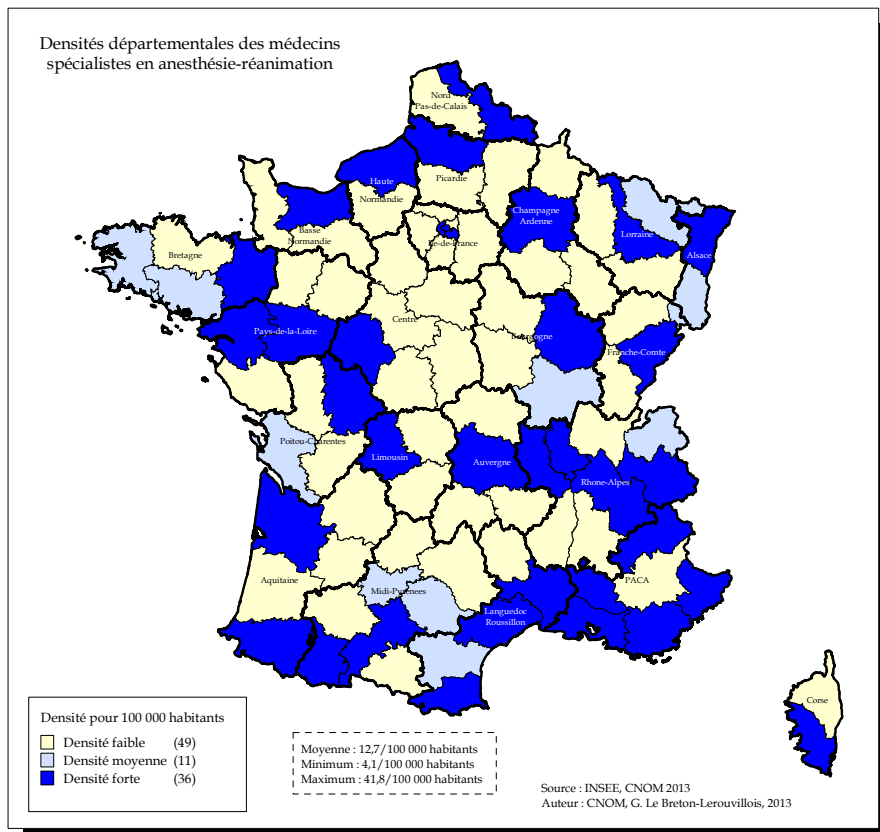 Densités départementales des médecins
spécialistes en anesthésie-réanimation
Nord
Pas-de-Calais
Haute
Normandie
Picardie
Basse
Normandie
Ile-de-France
Champagne
Ardenne
Lorraine
Alsace
Bretagne
Pays-de-la-Loire
Centre
Bourgogne
Franche-Comte
Poitou-Charentes
Limousin
Auvergne
Rhone-Alpes
Aquitaine
Midi-Pyrenees
Languedoc
Roussillon
PACA
Corse
Densité pour 100 000 habitants
Densité faible (49)
Densité moyenne (11)
Densité forte (36)
Moyenne : 12,7/100 000 habitants
Minimum : 4,1/100 000 habitants
Maximum : 41,8/100 000 habitants
Source : INSEE, CNOM 2013
Auteur : CNOM, G. Le Breton-Lerouvillois, 2013